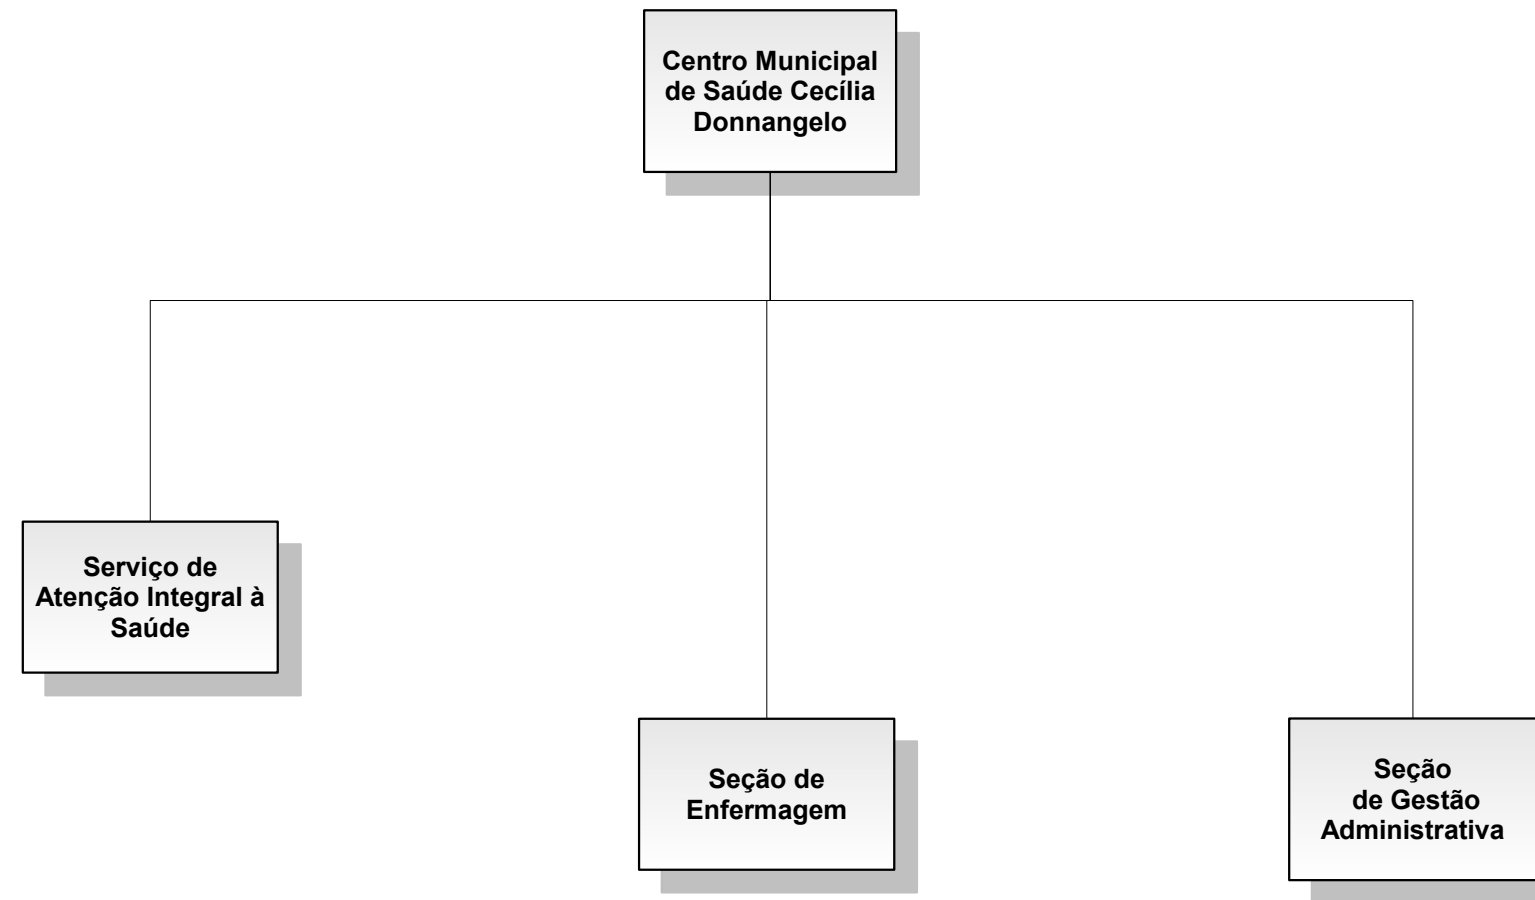 Centro Municipal
de Saúde Cecília
Donnangelo
Serviço de
Atenção Integral à
Saúde
Seção de
Enfermagem
Seção
de Gestão
Administrativa